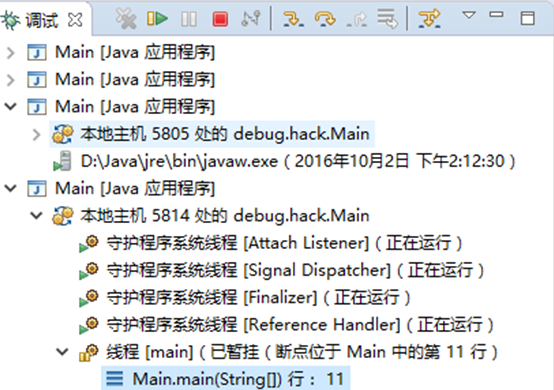 调试
Main [Java 应用程序]
Main [Java 应用程序]
Main [Java 应用程序]
本地主机 5805 处的 debug.hack.Main
D:\Java\jre\bin\javaw.exe（2016年10月2日 下午2:12:30）
Main [Java 应用程序]
本地主机 5814 处的 debug.hack.Main
守护程序系统线程 [Attach Listener]（正在运行）
守护程序系统线程 [Signal Dispatcher]（正在运行）
守护程序系统线程 [Finalizer]（正在运行）
守护程序系统线程 [Reference Handler]（正在运行）
线程 [main]（已暂挂（断点位于 Main 中的第 11 行）
Main.main(String[]) 行： 11